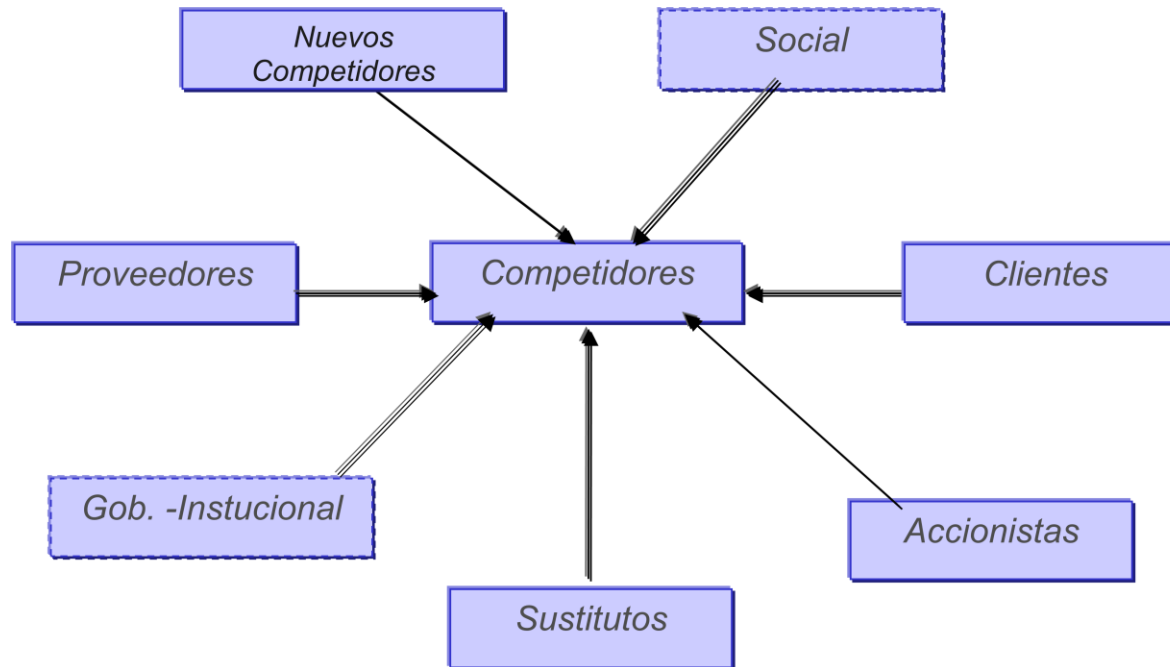 Nuevos
Competidores
Social
Proveedores
Competidores
Clientes
Gob. -Instucional
Accionistas
Sustitutos